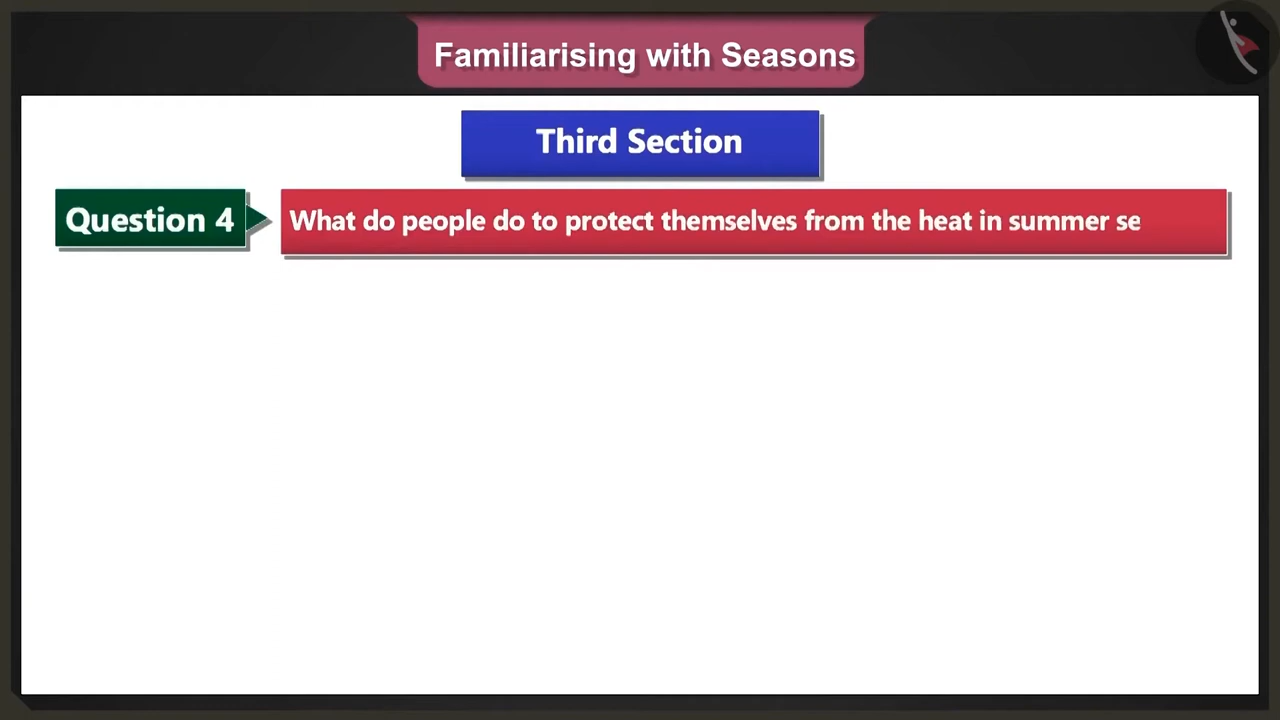 Familiarising with Seasons
Third Section
Question 4
What do people do to protect themselves from the heat in summer se